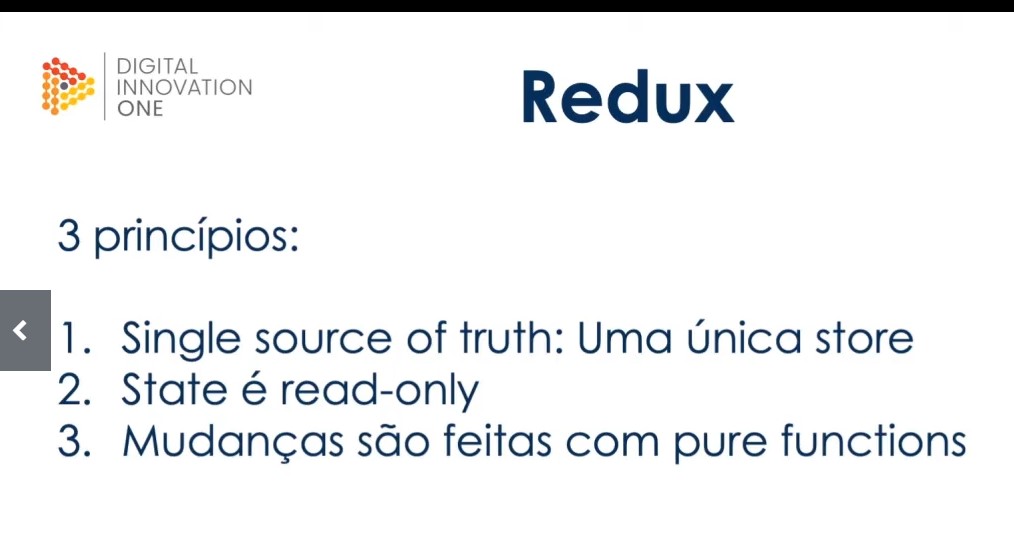 DIGITAL
INNOVATION
ONE
Redux
3 princípios:
1. Single source of truth: Uma única store
2. State é read-only
3. Mudanças são feitas com pure functions